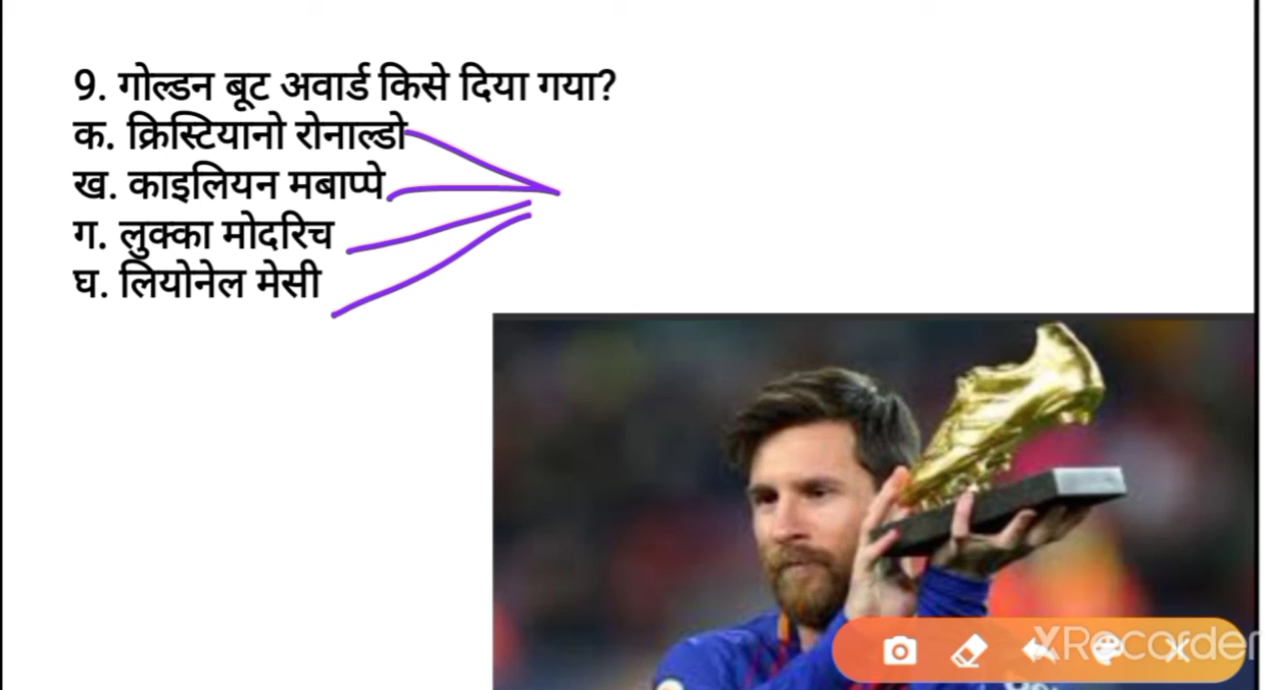 9. गोल्डन बूट अवार्ड किसे दिया गया?
क. क्रिस्टियानो रोनाल्डो
ख. काइलियन मबाप्पे
ग. लुक्का मोदरिच
घ. लियोनेल मेसी
XRecorder